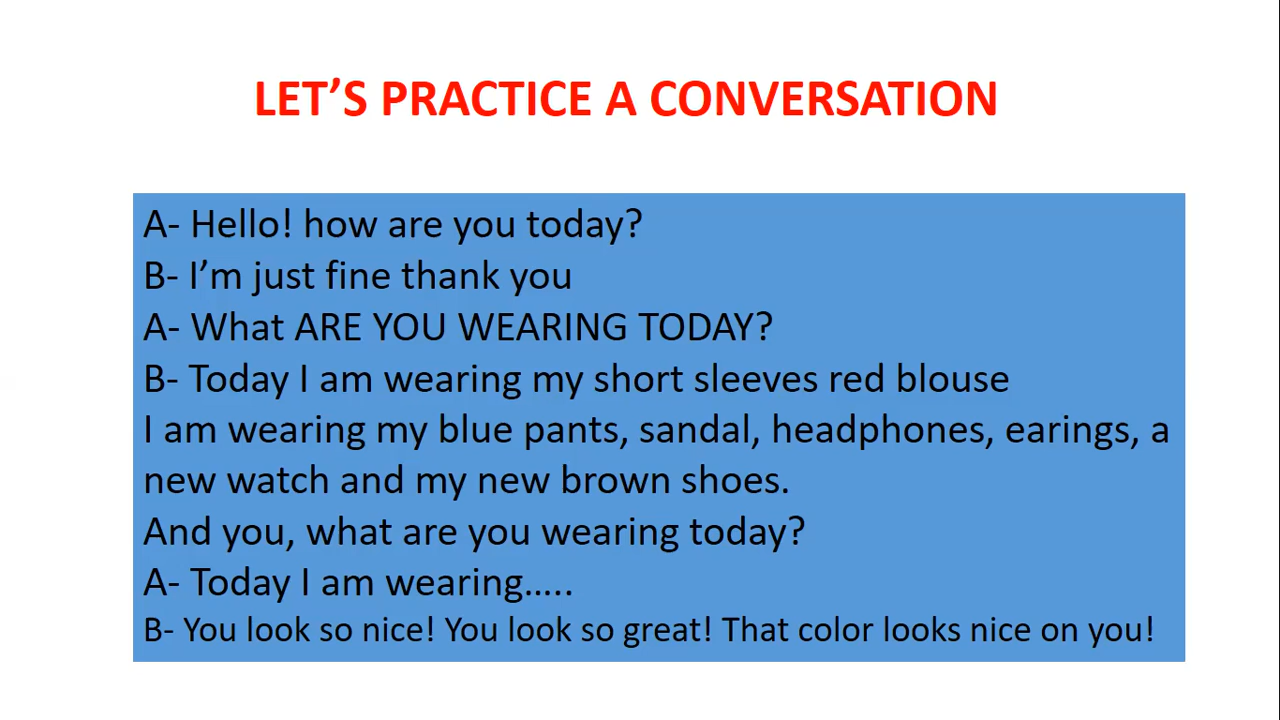 LET’S PRACTICE A CONVERSATION
A- Hello! how are you today?
B- I’m just fine thank you
A- What ARE YOU WEARING TODAY?
B- Today I am wearing my short sleeves red blouse
I am wearing my blue pants, sandal, headphones, earings, a
new watch and my new brown shoes.
And you, what are you wearing today?
A- Today I am wearing…..
B- You look so nice! You look so great! That color looks nice on you!